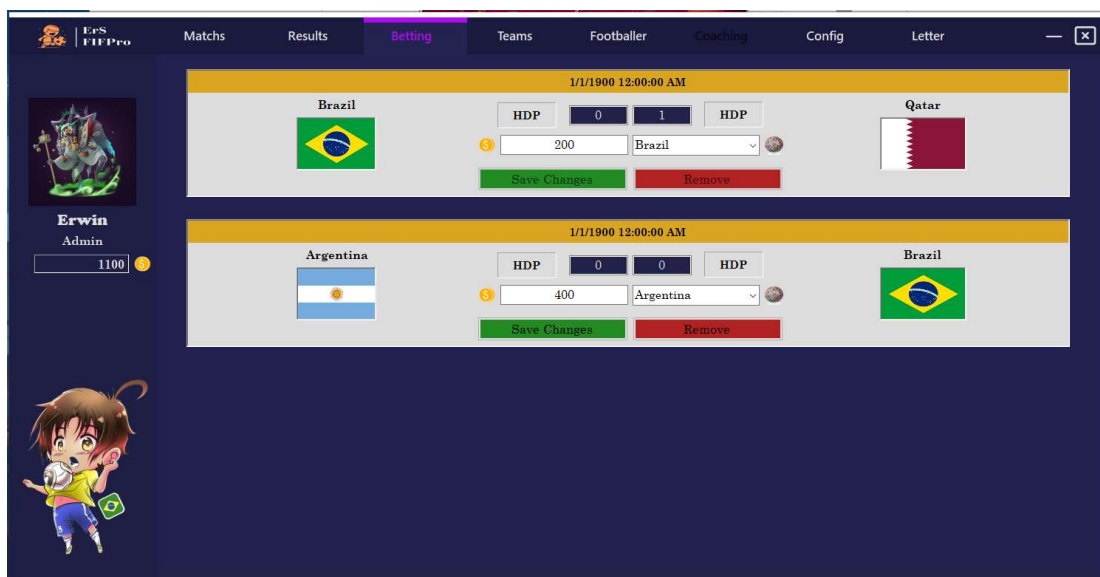 ErS
FIFPro
Matchs Results Betting Teams Footballer Coaching Config Letter
1/1/1900 12:00:00 AM
Brazil
HDP 0 1 HDP
Qatar
200 Brazil
Save Changes Remove
Erwin
Admin
1100
1/1/1900 12:00:00 AM
Argentina
HDP 0 0 HDP
Brazil
400 Argentina
Save Changes Remove